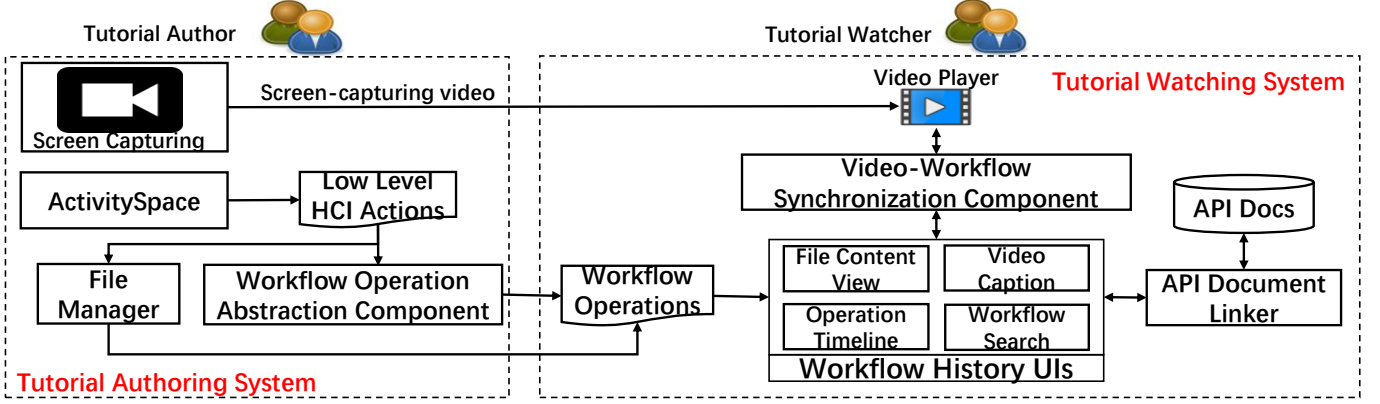 Tutorial Author
Tutorial Watcher
Screen Capturing
Screen-capturing video
Video Player
Tutorial Watching System
ActivitySpace
Low Level
HCI Actions
Video-Workflow
Synchronization Component
API Docs
File
Manager
Workflow Operation
Abstraction Component
Workflow
Operations
File Content
View
Video
Caption
Operation
Timeline
Workflow
Search
Workflow History UIs
API Document
Linker
Tutorial Authoring System